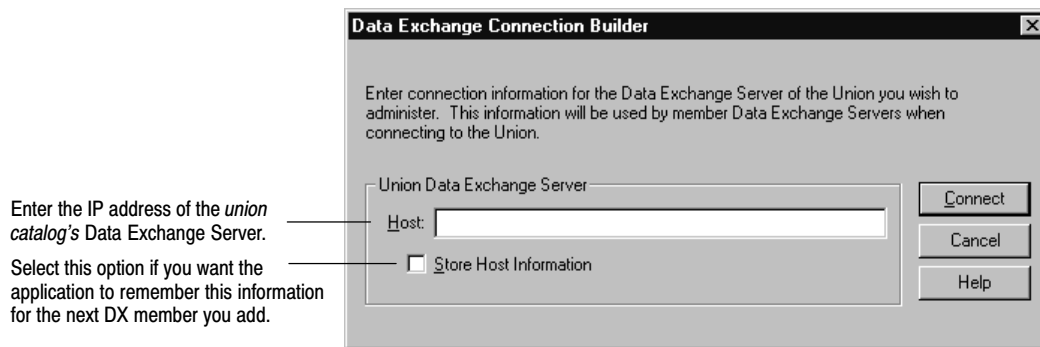 Data Exchange Connection Builder
Enter connection information for the Data Exchange Server of the Union you wish to
administer. This information will be used by member Data Exchange Servers when
connecting to the Union.
Union Data Exchange Server
Host:
Store Host Information
Connect
Cancel
Help
Enter the IP address of the union
catalog's Data Exchange Server.
Select this option if you want the
application to remember this information
for the next DX member you add.